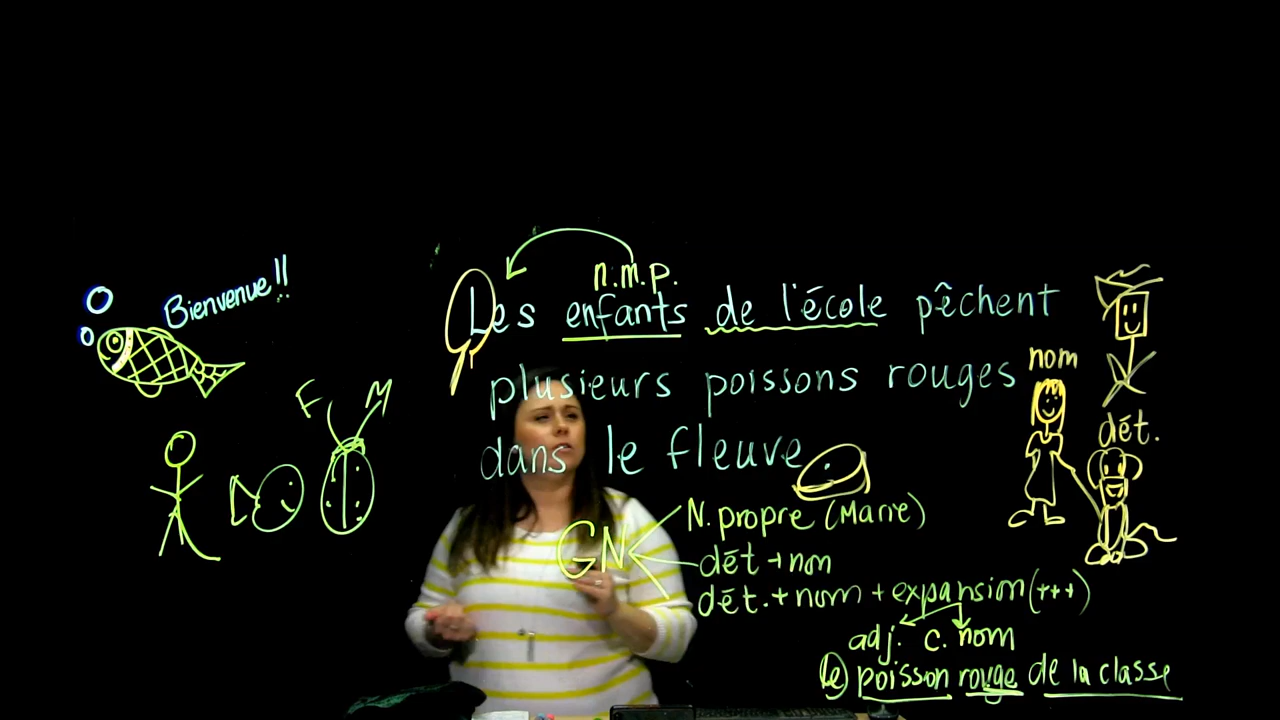 Bienvenue!!
F M
n.m.p.
Les enfants de l'école pêchent
plusieurs poissons rouges
dans le fleuve
nom
dét.
GN
N. propre (Marie)
dét + nom
dét. + nom + expansion (+++)
adj. c. nom
le poisson rouge de la classe